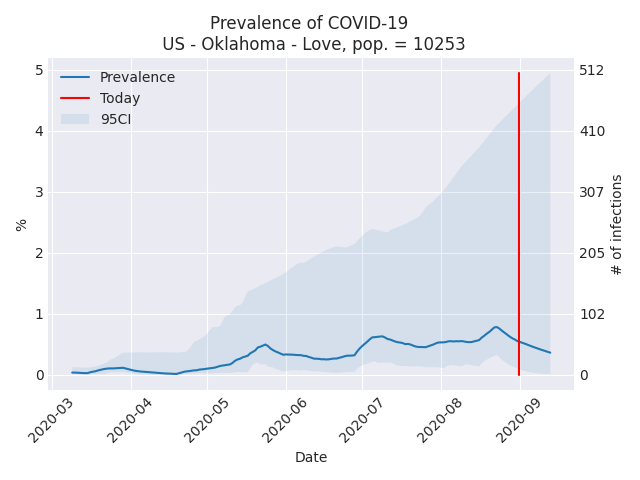 Prevalence of COVID-19
US - Oklahoma - Love, pop. = 10253
Prevalence
Today
95CI
5
4
3
2
1
0
%
512
410
307
205
102
0
# of infections
2020-03
2020-04
2020-05
2020-06
2020-07
2020-08
2020-09
Date